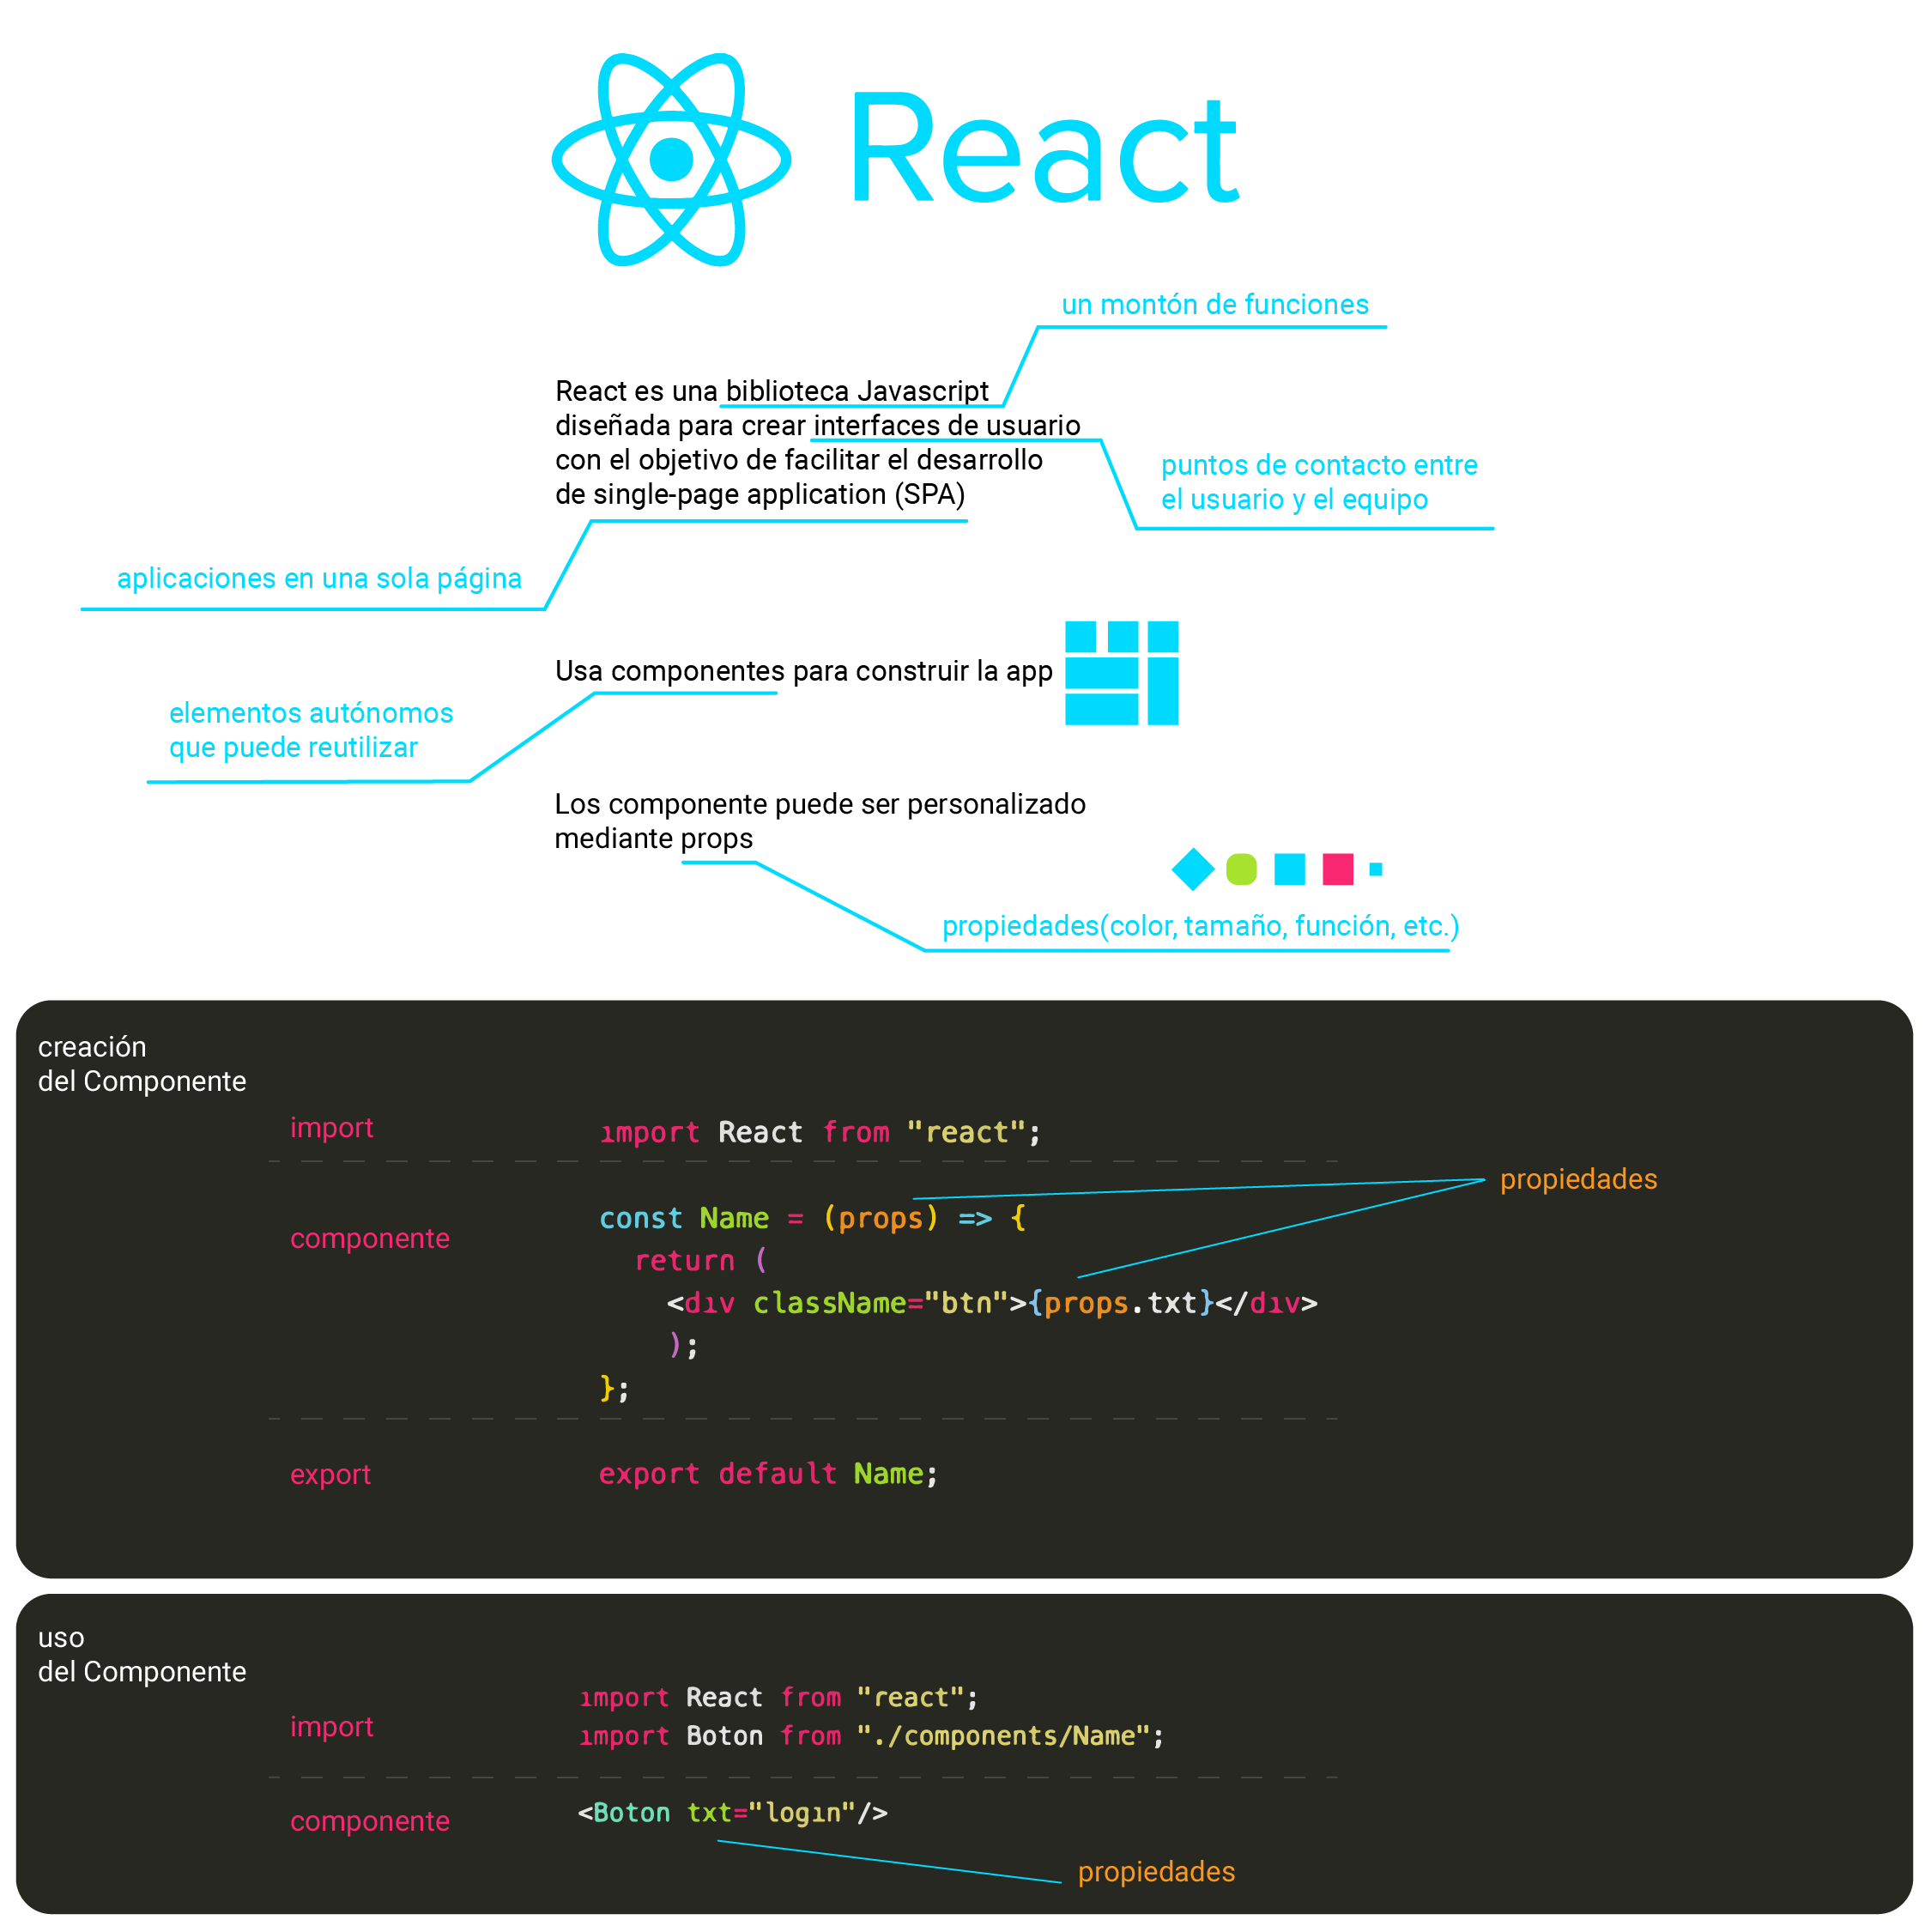 React
un montón de funciones
React es una biblioteca Javascript
diseñada para crear interfaces de usuario
con el objetivo de facilitar el desarrollo
de single-page application (SPA)
puntos de contacto entre
el usuario y el equipo
aplicaciones en una sola página
Usa componentes para construir la app
elementos autónomos
que puede reutilizar
Los componente puede ser personalizado
mediante props
propiedades(color, tamaño, función, etc.)
creación
del Componente
import
import React from "react";
propiedades
componente
const Name = (props) => {
return (
<div className="btn">{props.txt}</div>
);
};
export
export default Name;
uso
del Componente
import
import React from "react";
import Boton from "./components/Name";
componente
<Boton txt="login"/>
propiedades